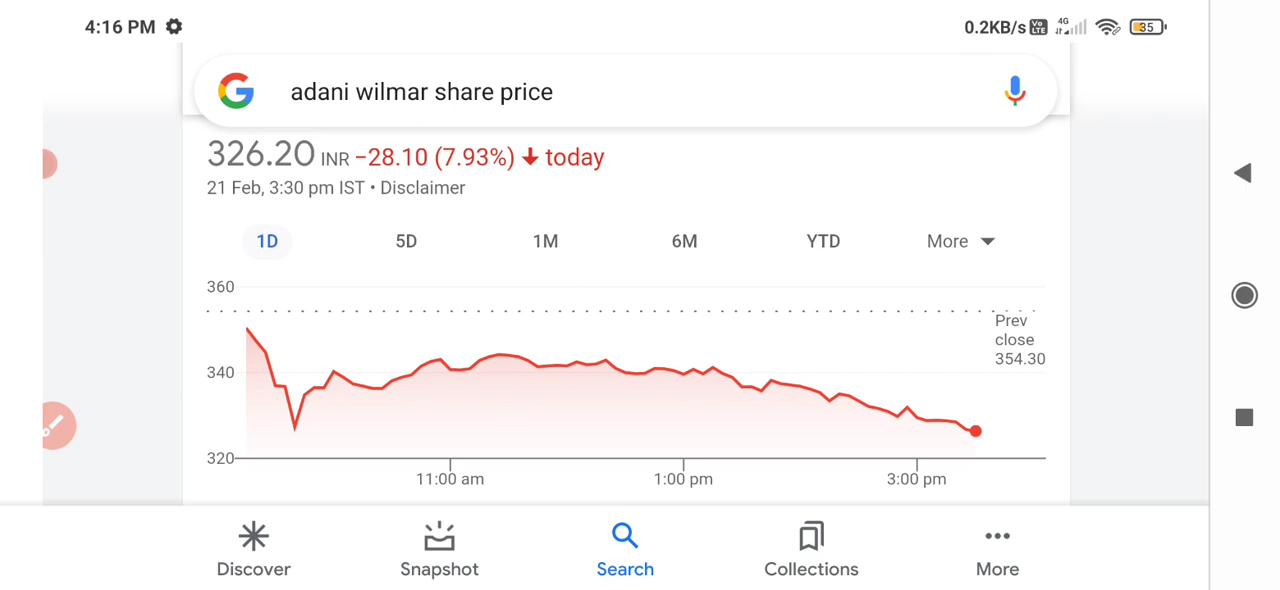 4:16 PM
0.2KB/s Vo LTE 4G 35
adani wilmar share price
326.20 INR −28.10 (7.93%) ↓ today
21 Feb, 3:30 pm IST • Disclaimer
1D 5D 1M 6M YTD More
360
Prev
close
354.30
340
320
11:00 am 1:00 pm 3:00 pm
Discover Snapshot Search Collections More